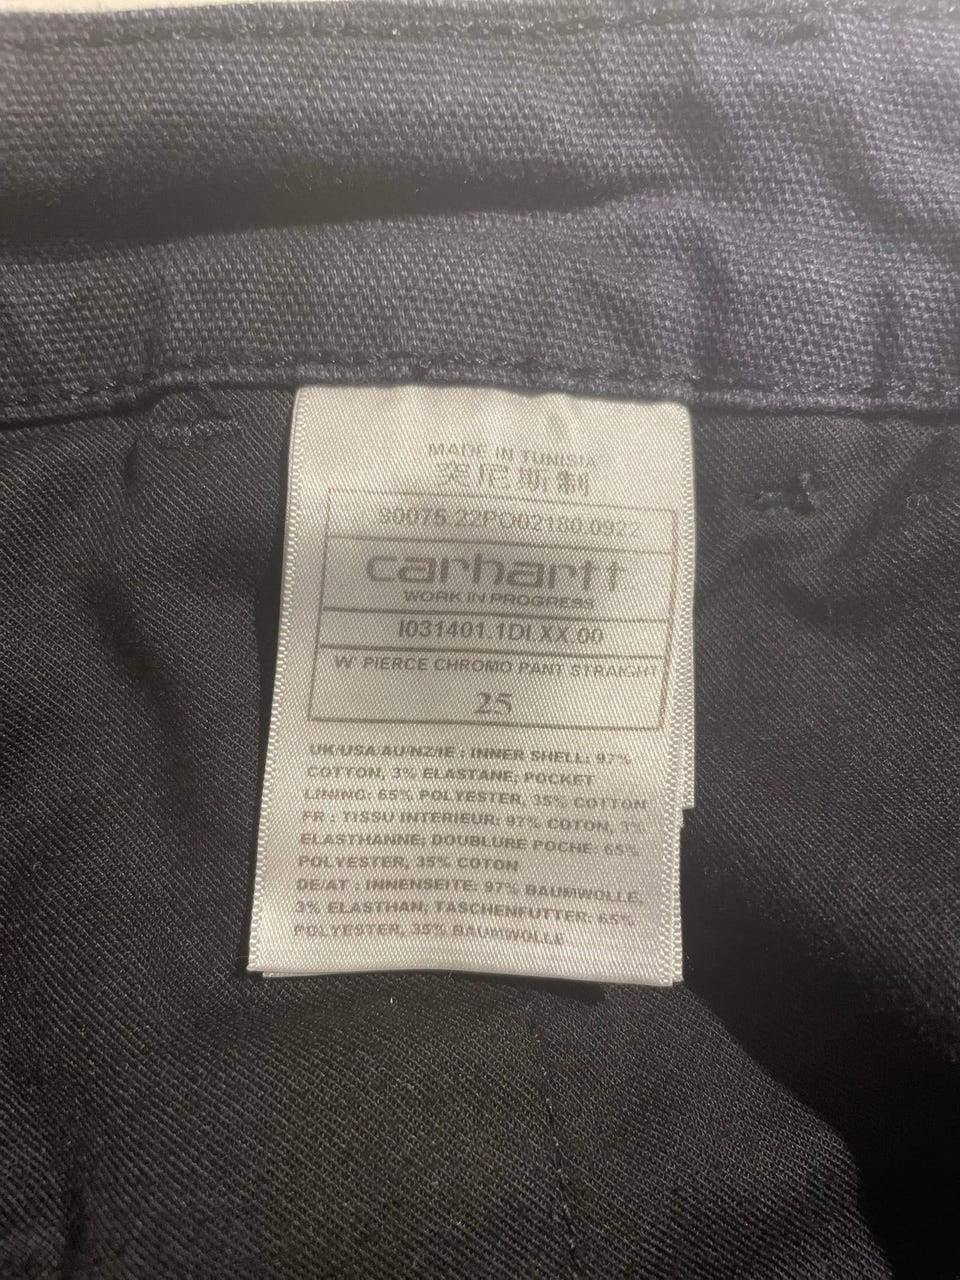 MADE IN TUNISIA
突尼斯制
90075.22PO02180.0922
carhartt
WORK IN PROGRESS
I031401.1DI.XX.00
W' PIERCE CHROMO PANT STRAIGHT
25
UK/USA/AU/NZ/IE : INNER SHELL: 97%
COTTON, 3% ELASTANE; POCKET
LINING: 65% POLYESTER, 35% COTTON
FR : TISSU INTERIEUR: 97% COTON, 3%
ELASTHANNE; DOUBLURE POCHE: 65%
POLYESTER, 35% COTON
DE/AT : INNENSEITE: 97% BAUMWOLLE,
3% ELASTHAN; TASCHENFUTTER: 65%
POLYESTER, 35% BAUMWOLLE